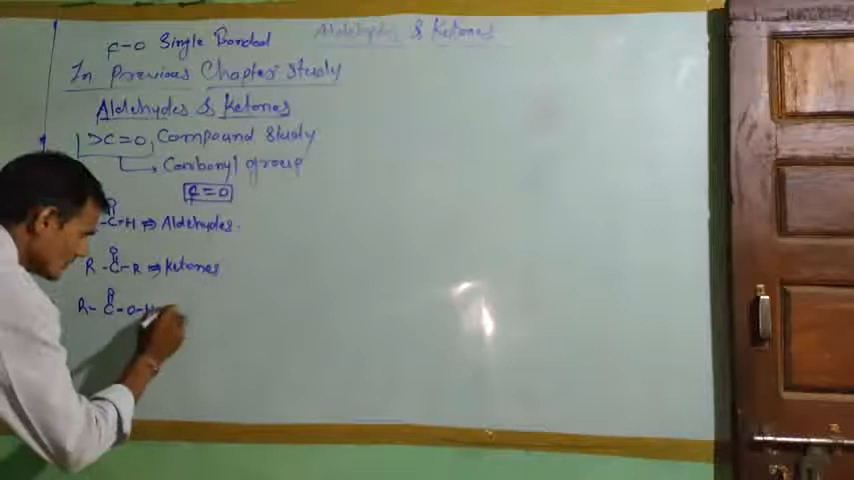 Aldehydes & Ketones
C-O Single Bonded
In Previous Chapter study
Aldehydes & Ketones
>C=O, Compound study
Carbonyl group
C=O
O
-C-H ⇒ Aldehydes.
O
R-C-R ⇒ Ketones
O
R-C-O-H